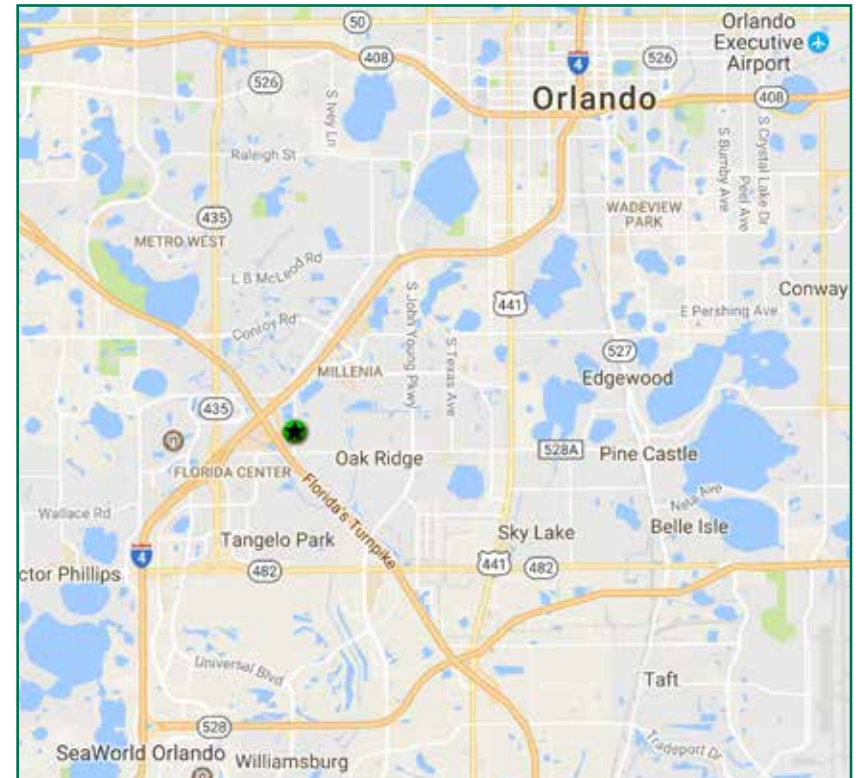 50
Orlando
Executive
Airport
408
4
526
526
Orlando
408
S Ivey Ln
S Bumby Ave
S Crystal Lake Dr
Peel Ave
Raleigh St
435
WADEVIEW
PARK
METRO WEST
L B McLeod Rd
Conway
S John Young Pkwy
441
E Pershing Ave
Conroy Rd
S Texas Ave
527
MILLENIA
Edgewood
435
528A
Pine Castle
Oak Ridge
FLORIDA CENTER
Florida's Turnpike
Nela Ave
Wallace Rd
Belle Isle
Sky Lake
Tangelo Park
4
441
482
ctor Phillips
482
Universal Blvd
Taft
528
Tradeport Dr
SeaWorld Orlando
Williamsburg